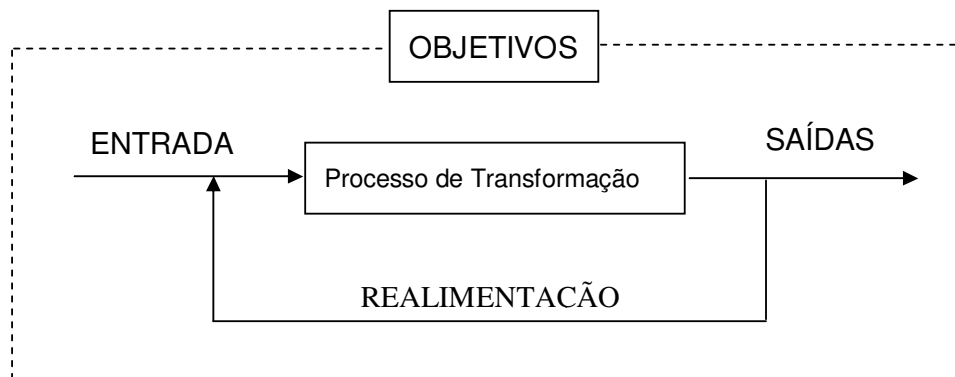 OBJETIVOS
ENTRADA
SAÍDAS
Processo de Transformação
REALIMENTACÃO